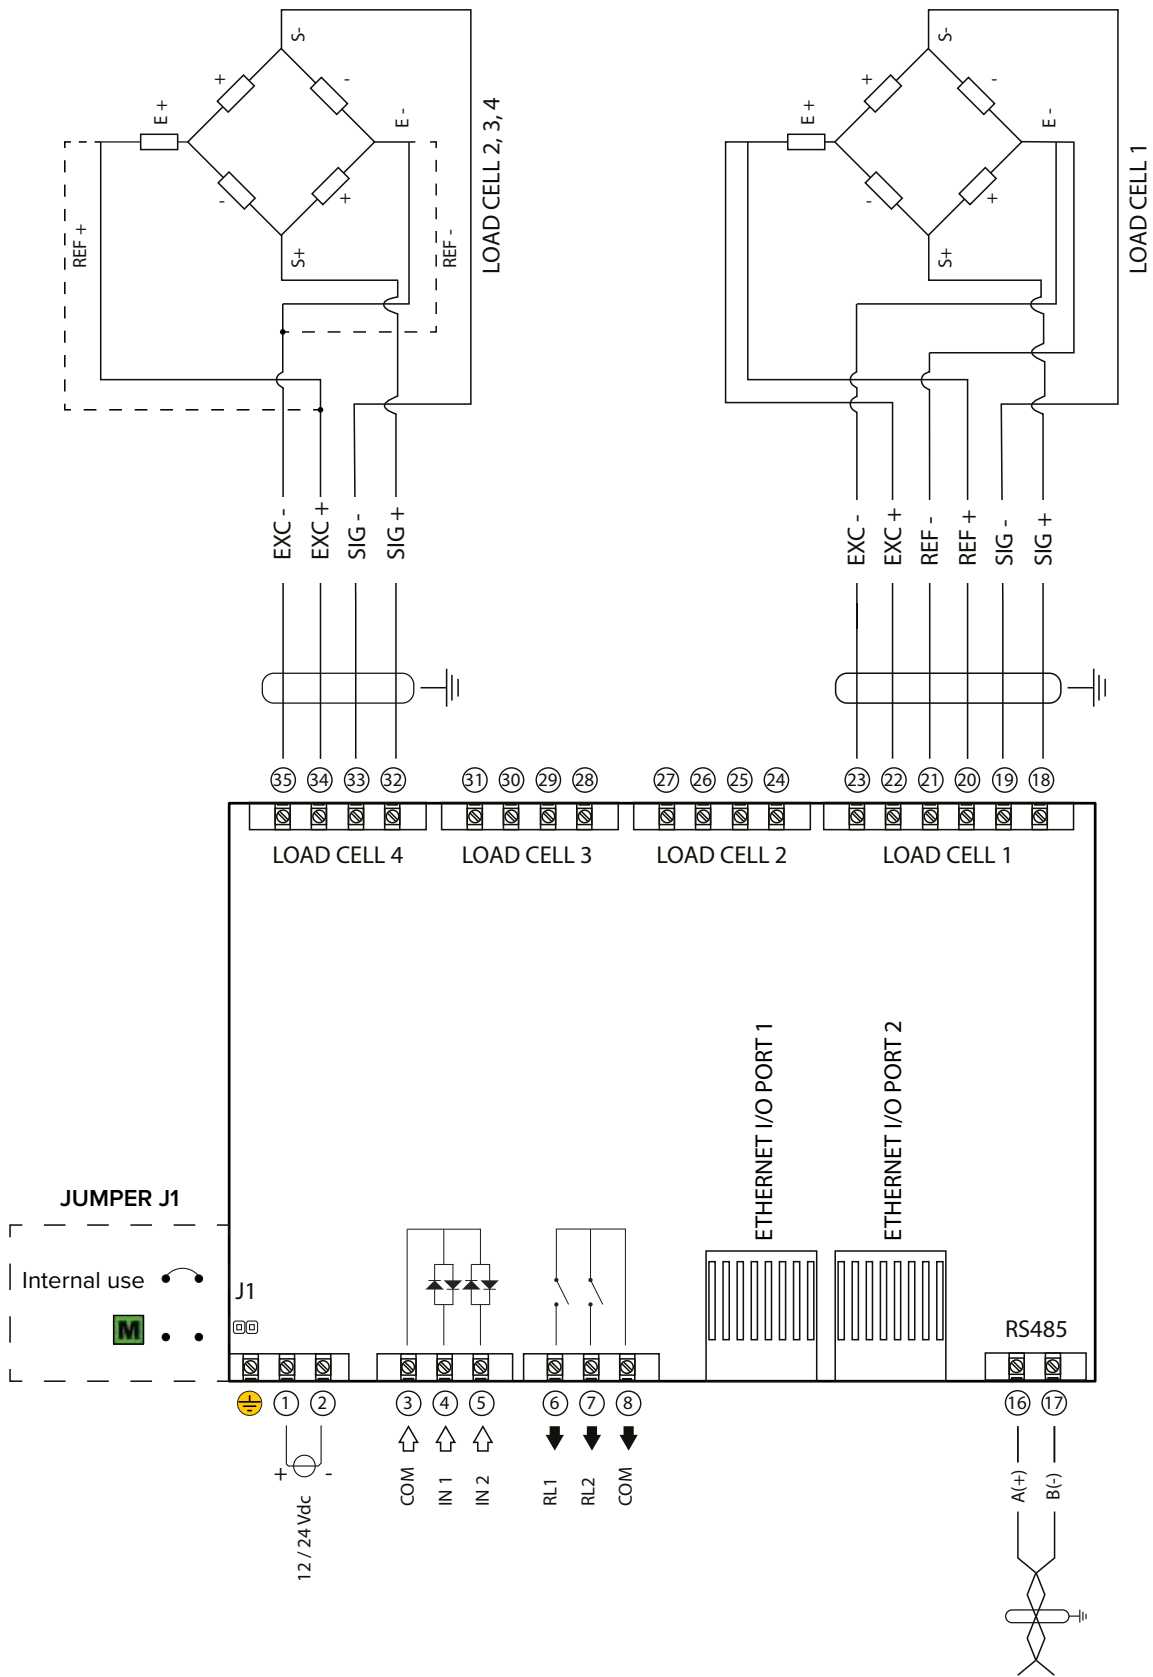 S-
+
-
E +
E -
REF +
REF -
-
+
S+
LOAD CELL 2, 3, 4
S-
+
-
E +
E -
-
+
S+
LOAD CELL 1
EXC -
EXC +
SIG -
SIG +
EXC -
EXC +
REF -
REF +
SIG -
SIG +
35 34 33 32
31 30 29 28
27 26 25 24
23 22 21 20 19 18
LOAD CELL 4
LOAD CELL 3
LOAD CELL 2
LOAD CELL 1
ETHERNET I/O PORT 1
ETHERNET I/O PORT 2
JUMPER J1
Internal use
M
J1
RS485
1 2
3 4 5
6 7 8
16 17
+ -
12 / 24 Vdc
COM
IN 1
IN 2
RL1
RL2
COM
A(+)
B(-)